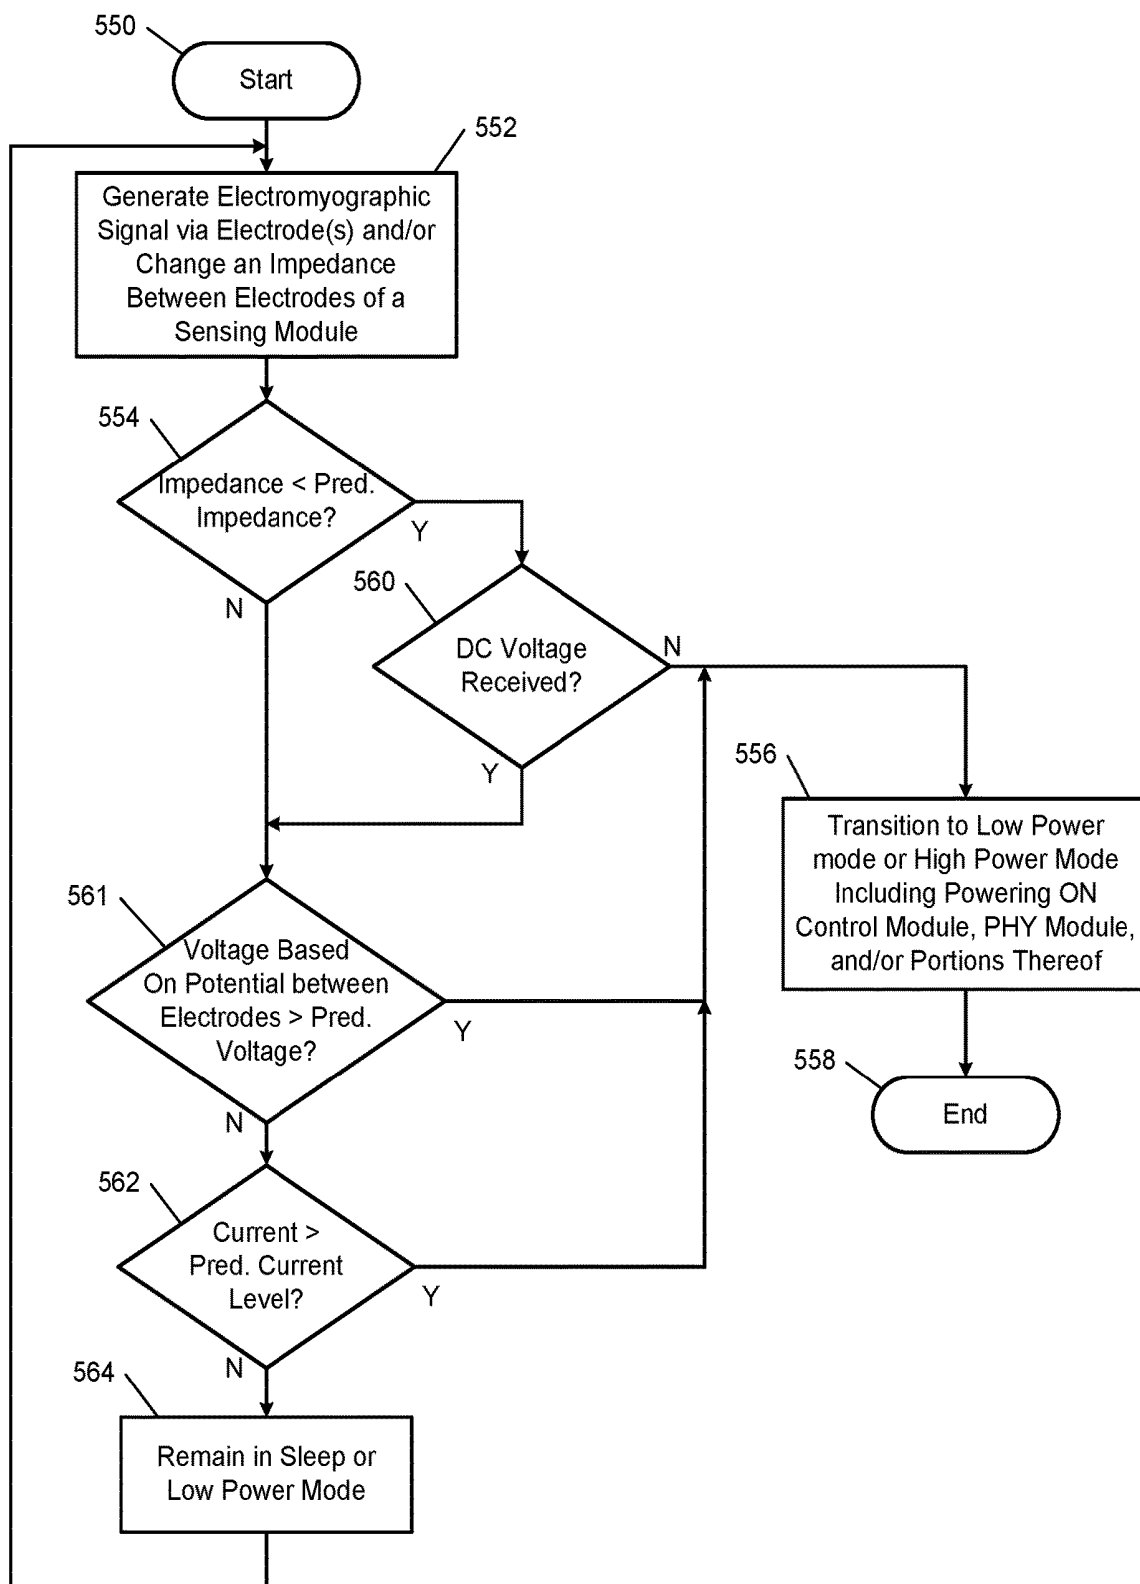 550
Start
552
Generate Electromyographic
Signal via Electrode(s) and/or
Change an Impedance
Between Electrodes of a
Sensing Module
554
Impedance < Pred.
Impedance?
Y
N
560
DC Voltage
Received?
N
Y
556
Transition to Low Power
mode or High Power Mode
Including Powering ON
Control Module, PHY Module,
and/or Portions Thereof
561
Voltage Based
On Potential between
Electrodes > Pred.
Voltage?
Y
N
558
End
562
Current >
Pred. Current
Level?
Y
N
564
Remain in Sleep or
Low Power Mode